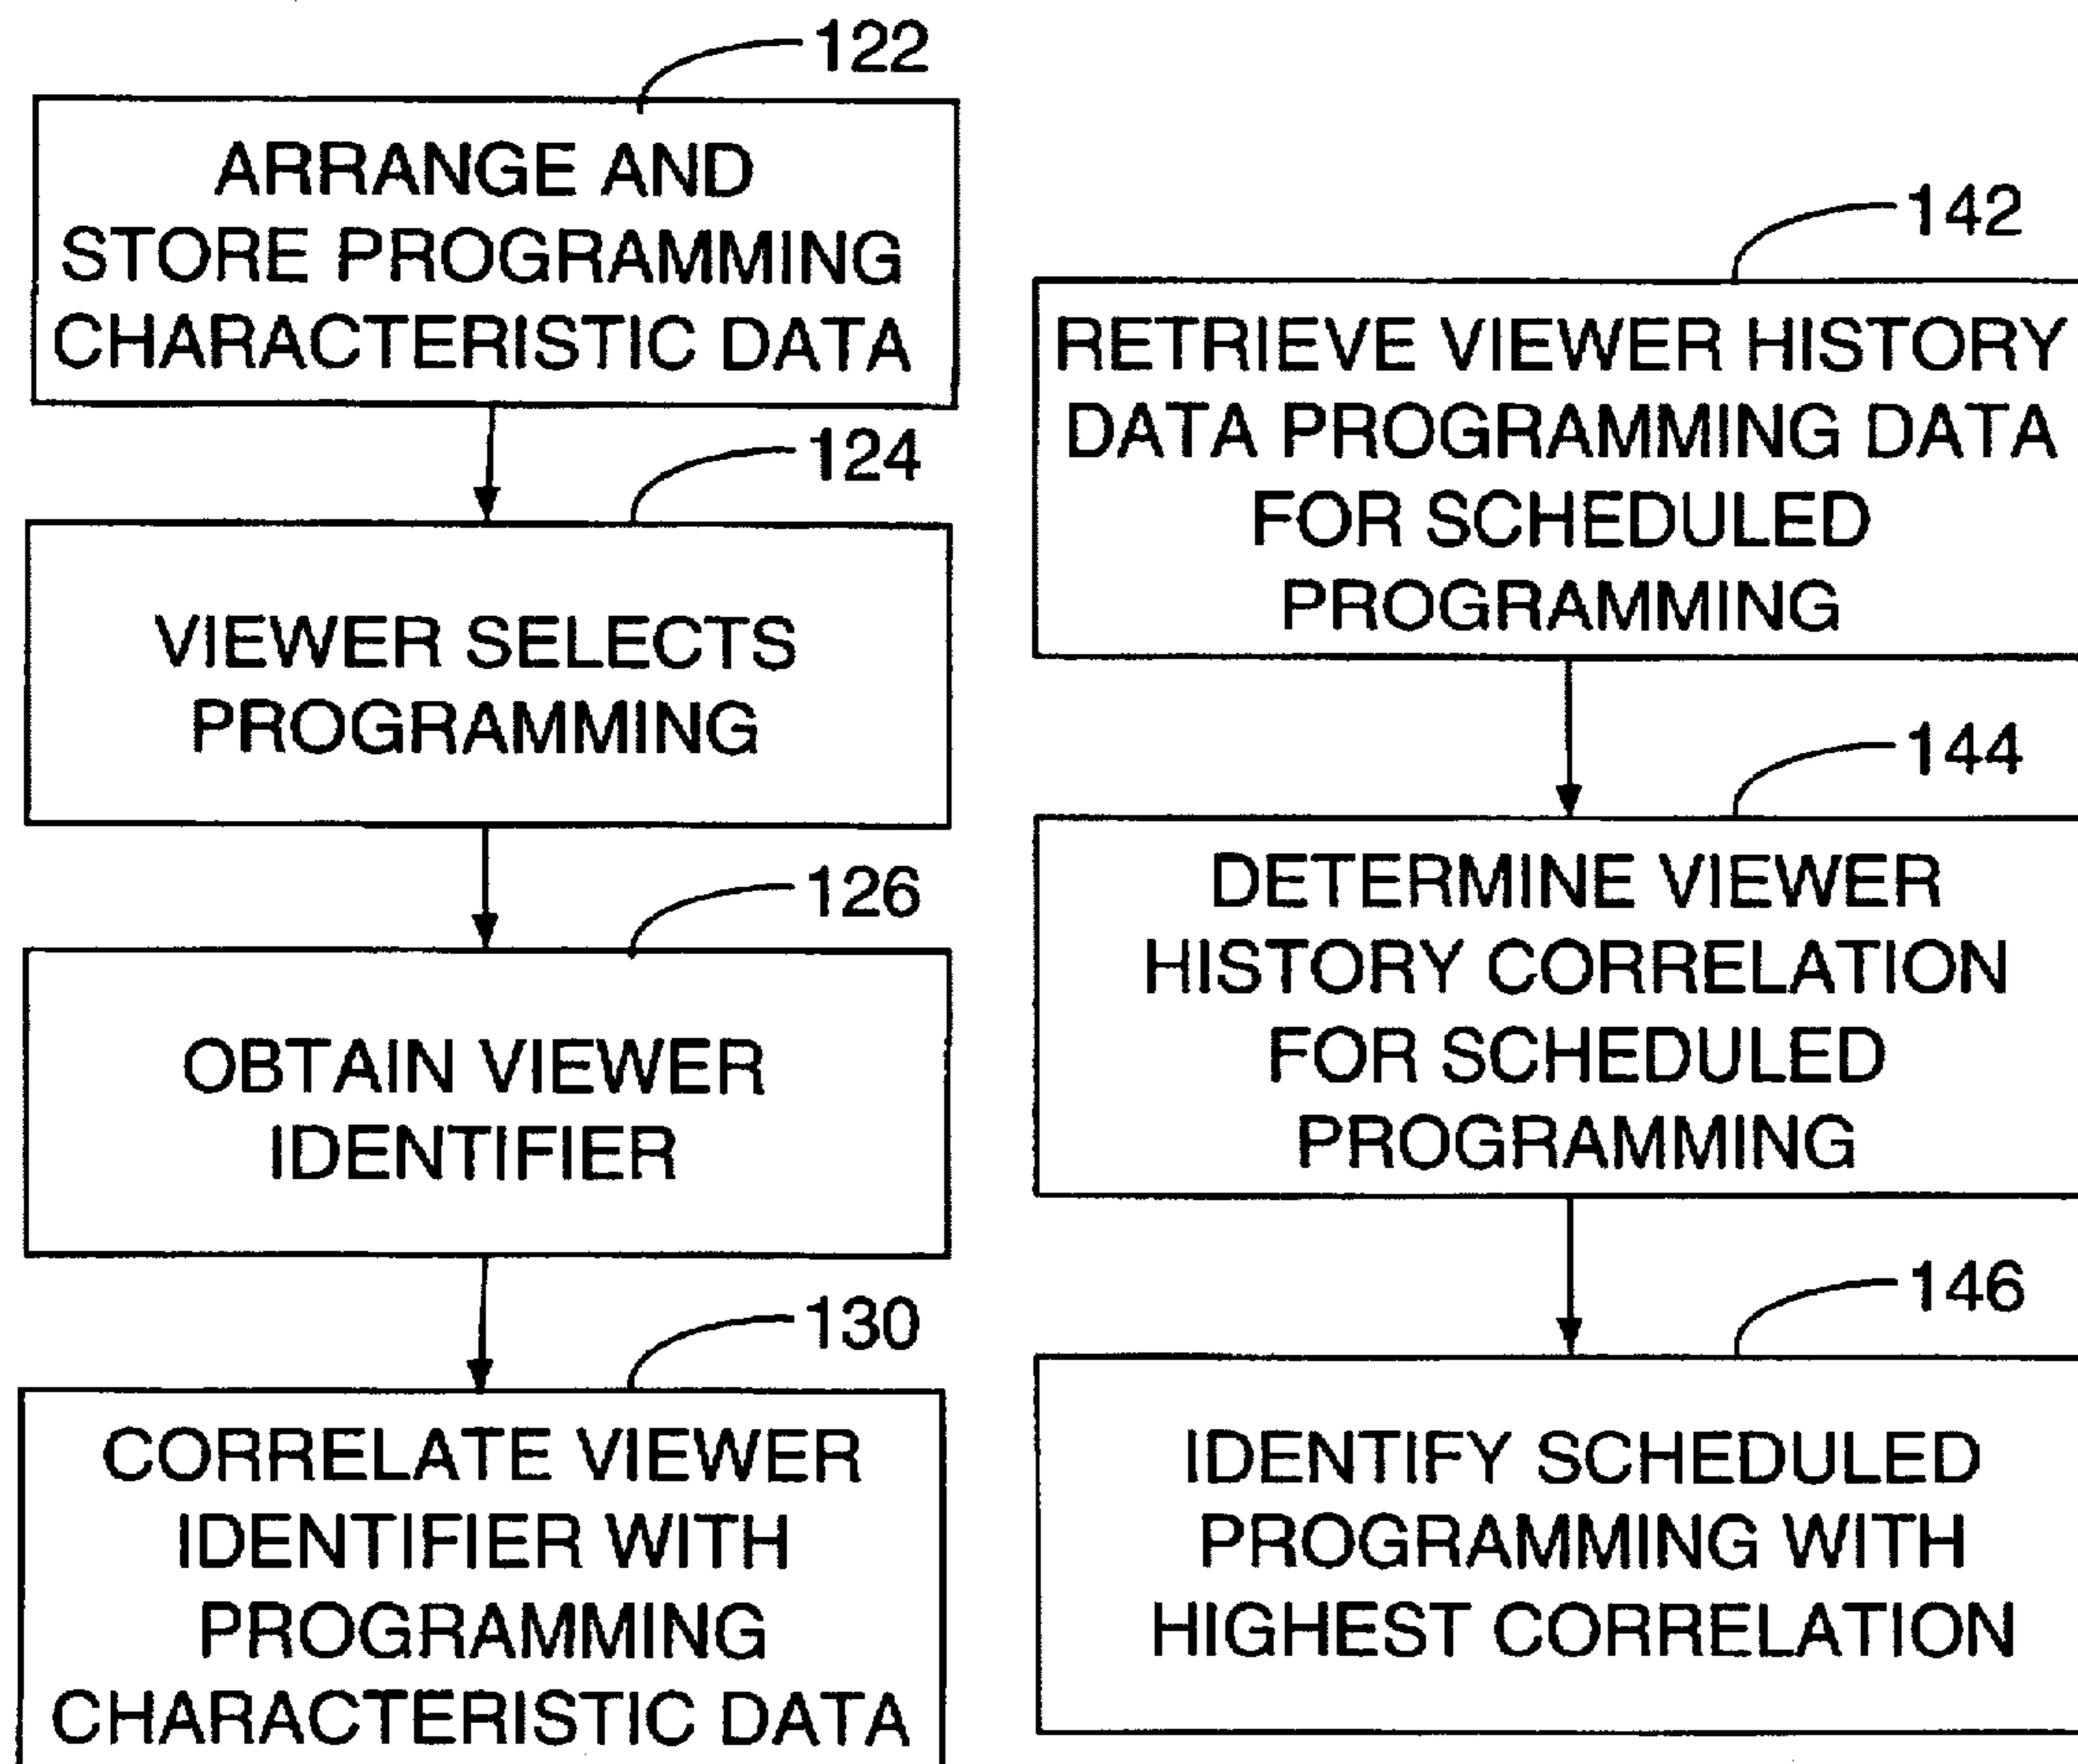 122
ARRANGE AND
STORE PROGRAMMING
CHARACTERISTIC DATA
124
VIEWER SELECTS
PROGRAMMING
126
OBTAIN VIEWER
IDENTIFIER
130
CORRELATE VIEWER
IDENTIFIER WITH
PROGRAMMING
CHARACTERISTIC DATA
142
RETRIEVE VIEWER HISTORY
DATA PROGRAMMING DATA
FOR SCHEDULED
PROGRAMMING
144
DETERMINE VIEWER
HISTORY CORRELATION
FOR SCHEDULED
PROGRAMMING
146
IDENTIFY SCHEDULED
PROGRAMMING WITH
HIGHEST CORRELATION